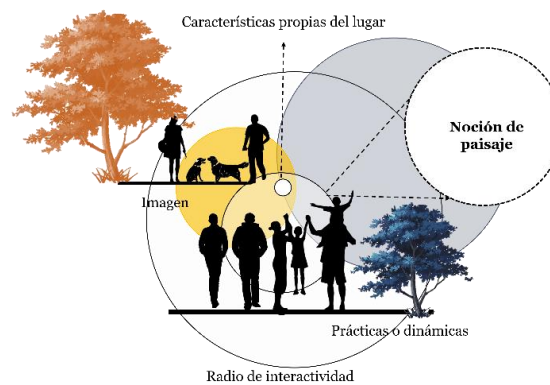 Características propias del lugar
Noción de
paisaje
Imagen
Prácticas o dinámicas
Radio de interactividad